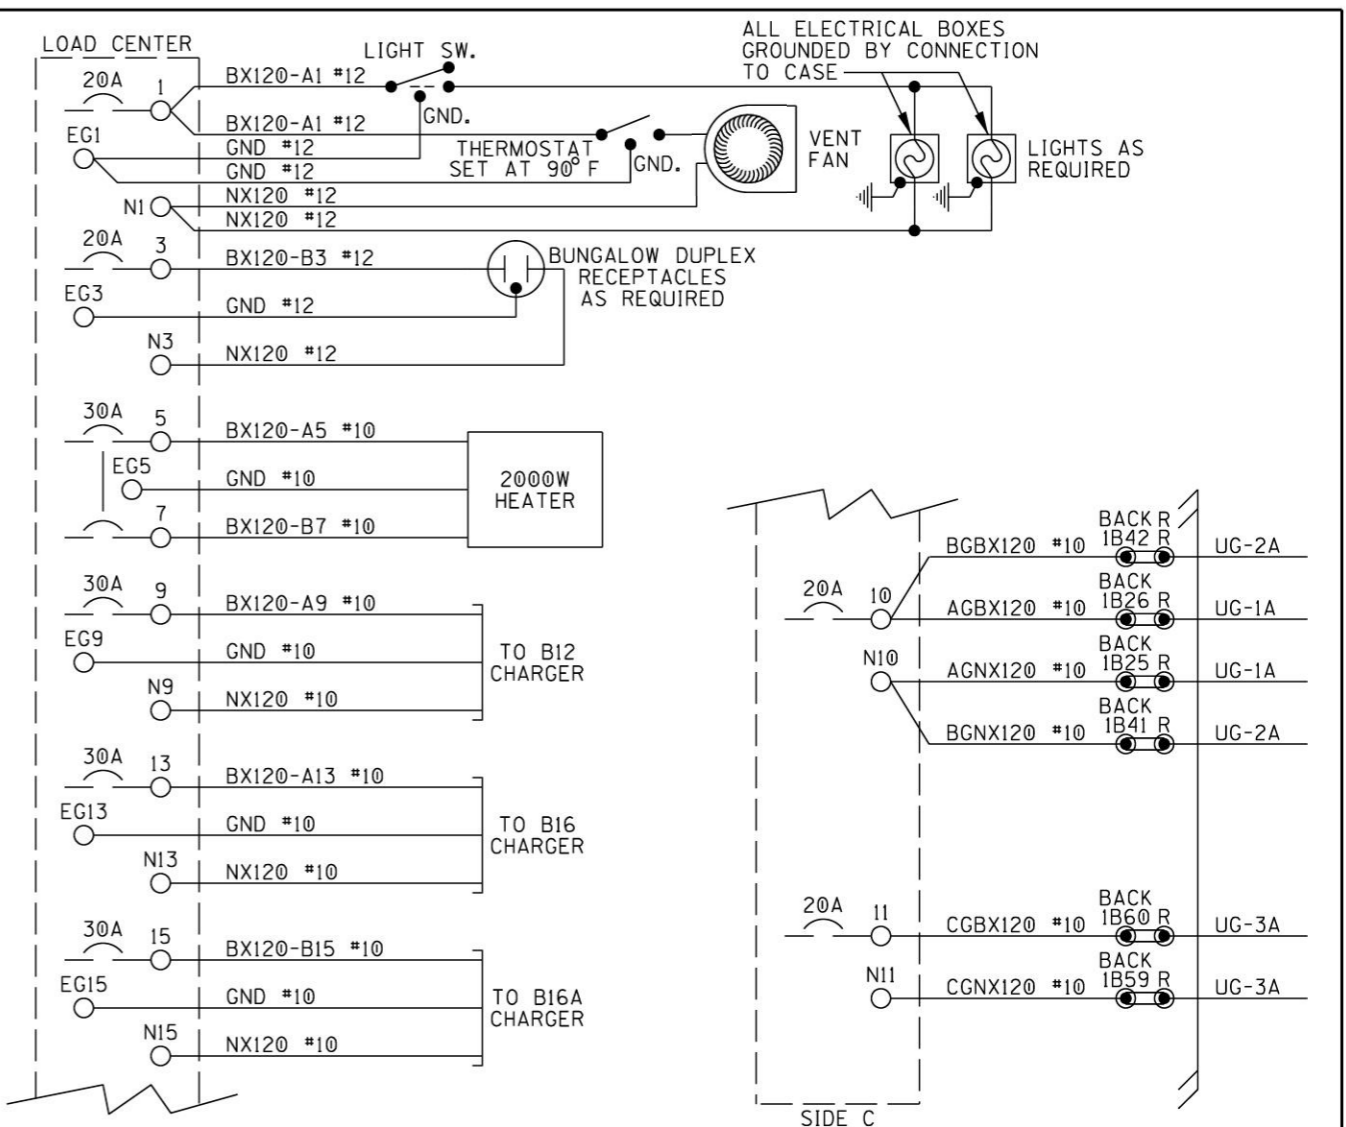 LOAD CENTER
20A
1
EG1
N1
BX120-A1 #12
BX120-A1 #12
GND #12
GND #12
NX120 #12
NX120 #12
LIGHT SW.
GND.
THERMOSTAT
SET AT 90° F
GND.
VENT
FAN
ALL ELECTRICAL BOXES
GROUNDED BY CONNECTION
TO CASE
LIGHTS AS
REQUIRED
20A
3
BX120-B3 #12
EG3
GND #12
N3
NX120 #12
BUNGALOW DUPLEX
RECEPTACLES
AS REQUIRED
30A
5
BX120-A5 #10
EG5
GND #10
7
BX120-B7 #10
2000W
HEATER
30A
9
BX120-A9 #10
EG9
GND #10
N9
NX120 #10
TO B12
CHARGER
30A
13
BX120-A13 #10
EG13
GND #10
N13
NX120 #10
TO B16
CHARGER
30A
15
BX120-B15 #10
EG15
GND #10
N15
NX120 #10
TO B16A
CHARGER
BACK R
BGBX120 #10 1B42 R UG-2A
20A
10
BACK
AGBX120 #10 1B26 R UG-1A
N10
BACK
AGNX120 #10 1B25 R UG-1A
BACK
BGNX120 #10 1B41 R UG-2A
20A
11
BACK
CGBX120 #10 1B60 R UG-3A
N11
BACK
CGNX120 #10 1B59 R UG-3A
SIDE C